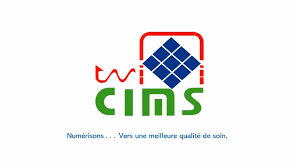 CIMS
Numérisons . . . Vers une meilleure qualité de soin.